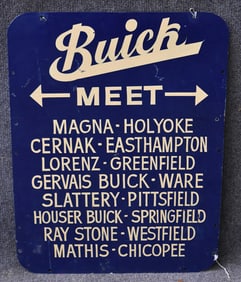 Buick
MEET
MAGNA - HOLYOKE
CERNAK - EASTHAMPTON
LORENZ - GREENFIELD
GERVAIS BUICK - WARE
SLATTERY - PITTSFIELD
HOUSER BUICK - SPRINGFIELD
RAY STONE - WESTFIELD
MATHIS - CHICOPEE